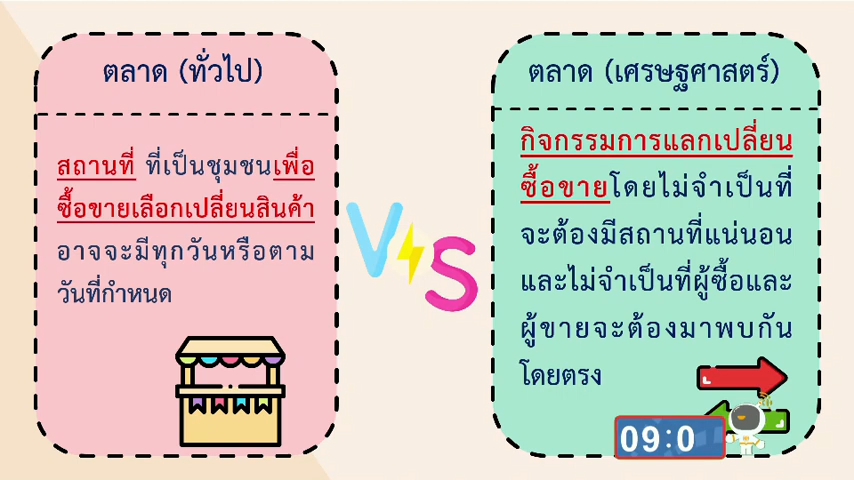 ตลาด (ทั่วไป)
สถานที่ ที่เป็นชุมชนเพื่อ
ซื้อขายเลือกเปลี่ยนสินค้า
อาจจะมีทุกวันหรือตาม
วันที่กำหนด
VS
ตลาด (เศรษฐศาสตร์)
กิจกรรมการแลกเปลี่ยน
ซื้อขายโดยไม่จำเป็นที่
จะต้องมีสถานที่แน่นอน
และไม่จำเป็นที่ผู้ซื้อและ
ผู้ขายจะต้องมาพบกัน
โดยตรง
09:0